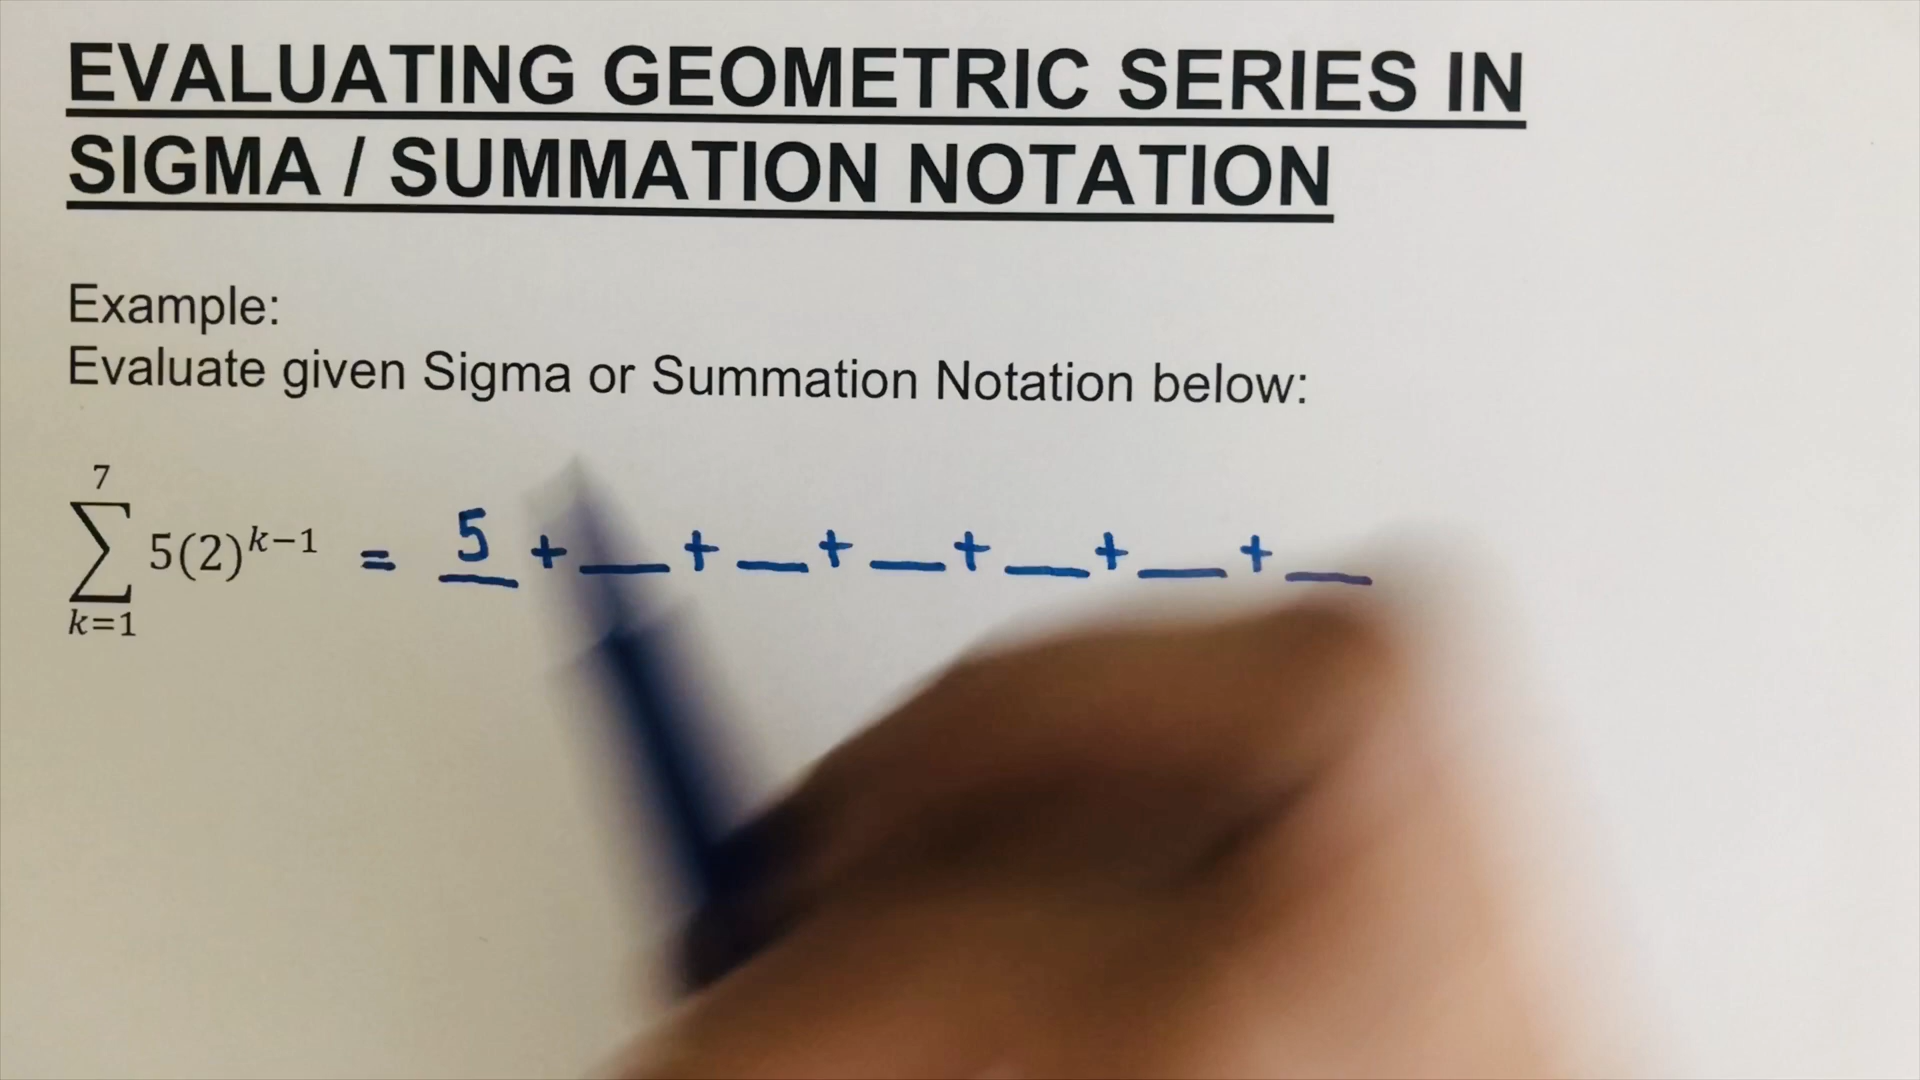 EVALUATING GEOMETRIC SERIES IN
SIGMA / SUMMATION NOTATION
Example:
Evaluate given Sigma or Summation Notation below:
7
∑ 5(2)^{k−1} = 5 + __ + __ + __ + __ + __ + __
k=1